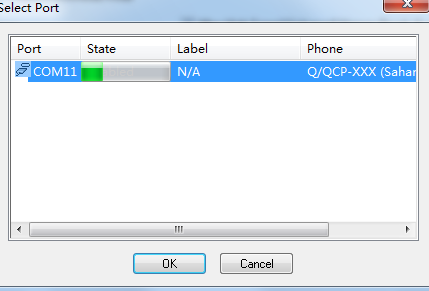 Select Port
Port State Label Phone
COM11 N/A Q/QCP-XXX (Sahar
OK Cancel